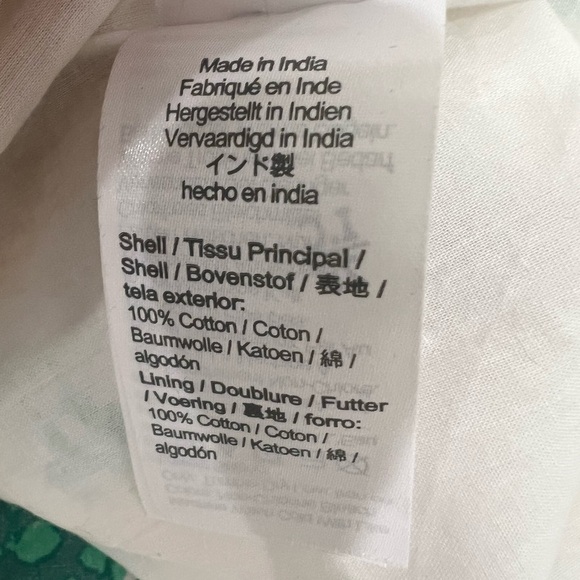 Made in India
Fabriqué en Inde
Hergestellt in Indien
Vervaardigd in India
インド製
hecho en india
Shell / Tissu Principal /
Shell / Bovenstof / 表地 /
tela exterior:
100% Cotton / Coton /
Baumwolle / Katoen / 綿 /
algodón
Lining / Doublure / Futter
/ Voering / 裏地 / forro:
100% Cotton / Coton /
Baumwolle / Katoen / 綿 /
algodón